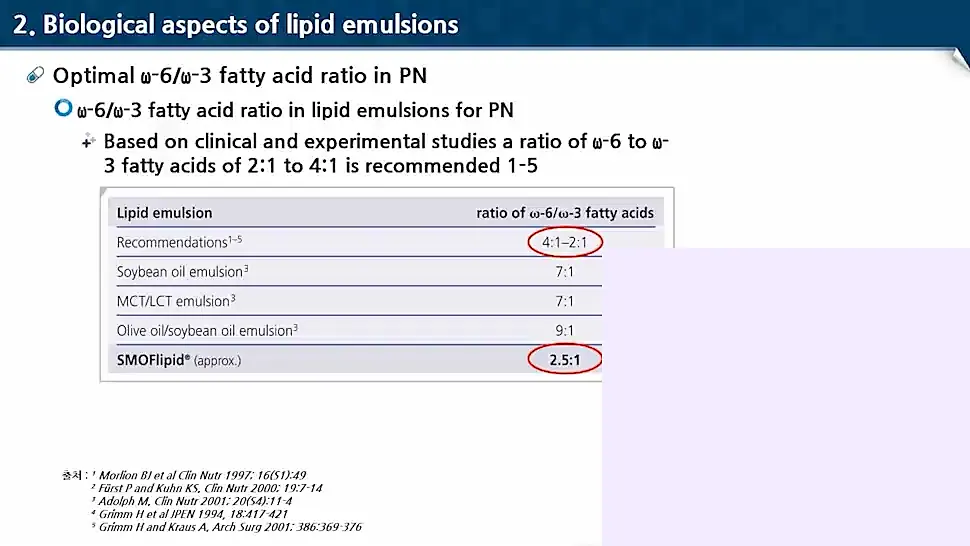 2. Biological aspects of lipid emulsions
Optimal ω-6/ω-3 fatty acid ratio in PN
ω-6/ω-3 fatty acid ratio in lipid emulsions for PN
Based on clinical and experimental studies a ratio of ω-6 to ω-
3 fatty acids of 2:1 to 4:1 is recommended 1-5
Lipid emulsion ratio of ω-6/ω-3 fatty acids
Recommendations¹⁻⁵ 4:1–2:1
Soybean oil emulsion³ 7:1
MCT/LCT emulsion³ 7:1
Olive oil/soybean oil emulsion³ 9:1
SMOFlipid® (approx.) 2.5:1
출처 : ¹ Morlion BJ et al Clin Nutr 1997; 16(S1):49
² Fürst P and Kuhn KS, Clin Nutr 2000; 19:7-14
³ Adolph M, Clin Nutr 2001; 20(S4):11-4
⁴ Grimm H et al JPEN 1994, 18:417-421
⁵ Grimm H and Kraus A, Arch Surg 2001; 386:369-376